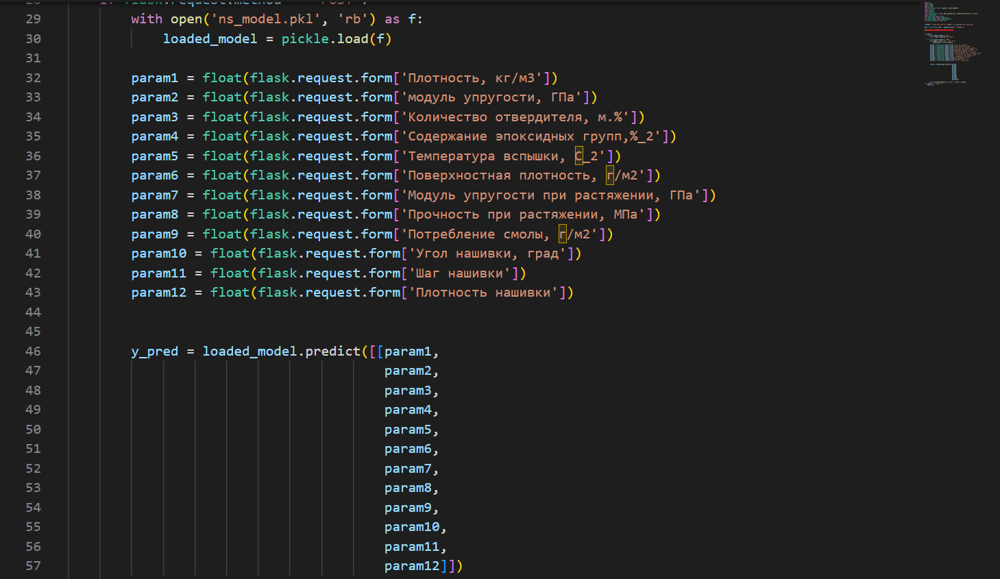 29 with open('ns_model.pkl', 'rb') as f:
30 loaded_model = pickle.load(f)
31
32 param1 = float(flask.request.form['Плотность, кг/м3'])
33 param2 = float(flask.request.form['модуль упругости, ГПа'])
34 param3 = float(flask.request.form['Количество отвердителя, м.%'])
35 param4 = float(flask.request.form['Содержание эпоксидных групп,%_2'])
36 param5 = float(flask.request.form['Температура вспышки, С_2'])
37 param6 = float(flask.request.form['Поверхностная плотность, г/м2'])
38 param7 = float(flask.request.form['Модуль упругости при растяжении, ГПа'])
39 param8 = float(flask.request.form['Прочность при растяжении, МПа'])
40 param9 = float(flask.request.form['Потребление смолы, г/м2'])
41 param10 = float(flask.request.form['Угол нашивки, град'])
42 param11 = float(flask.request.form['Шаг нашивки'])
43 param12 = float(flask.request.form['Плотность нашивки'])
44
45
46 y_pred = loaded_model.predict([[param1,
47 param2,
48 param3,
49 param4,
50 param5,
51 param6,
52 param7,
53 param8,
54 param9,
55 param10,
56 param11,
57 param12]])